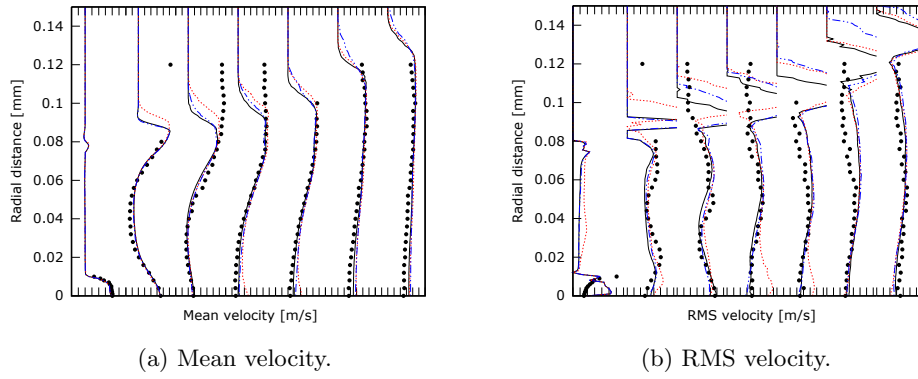 0.14
0.12
0.1
0.08
0.06
0.04
0.02
0
Radial distance [mm]
Mean velocity [m/s]
(a) Mean velocity.
0.14
0.12
0.1
0.08
0.06
0.04
0.02
0
Radial distance [mm]
RMS velocity [m/s]
(b) RMS velocity.